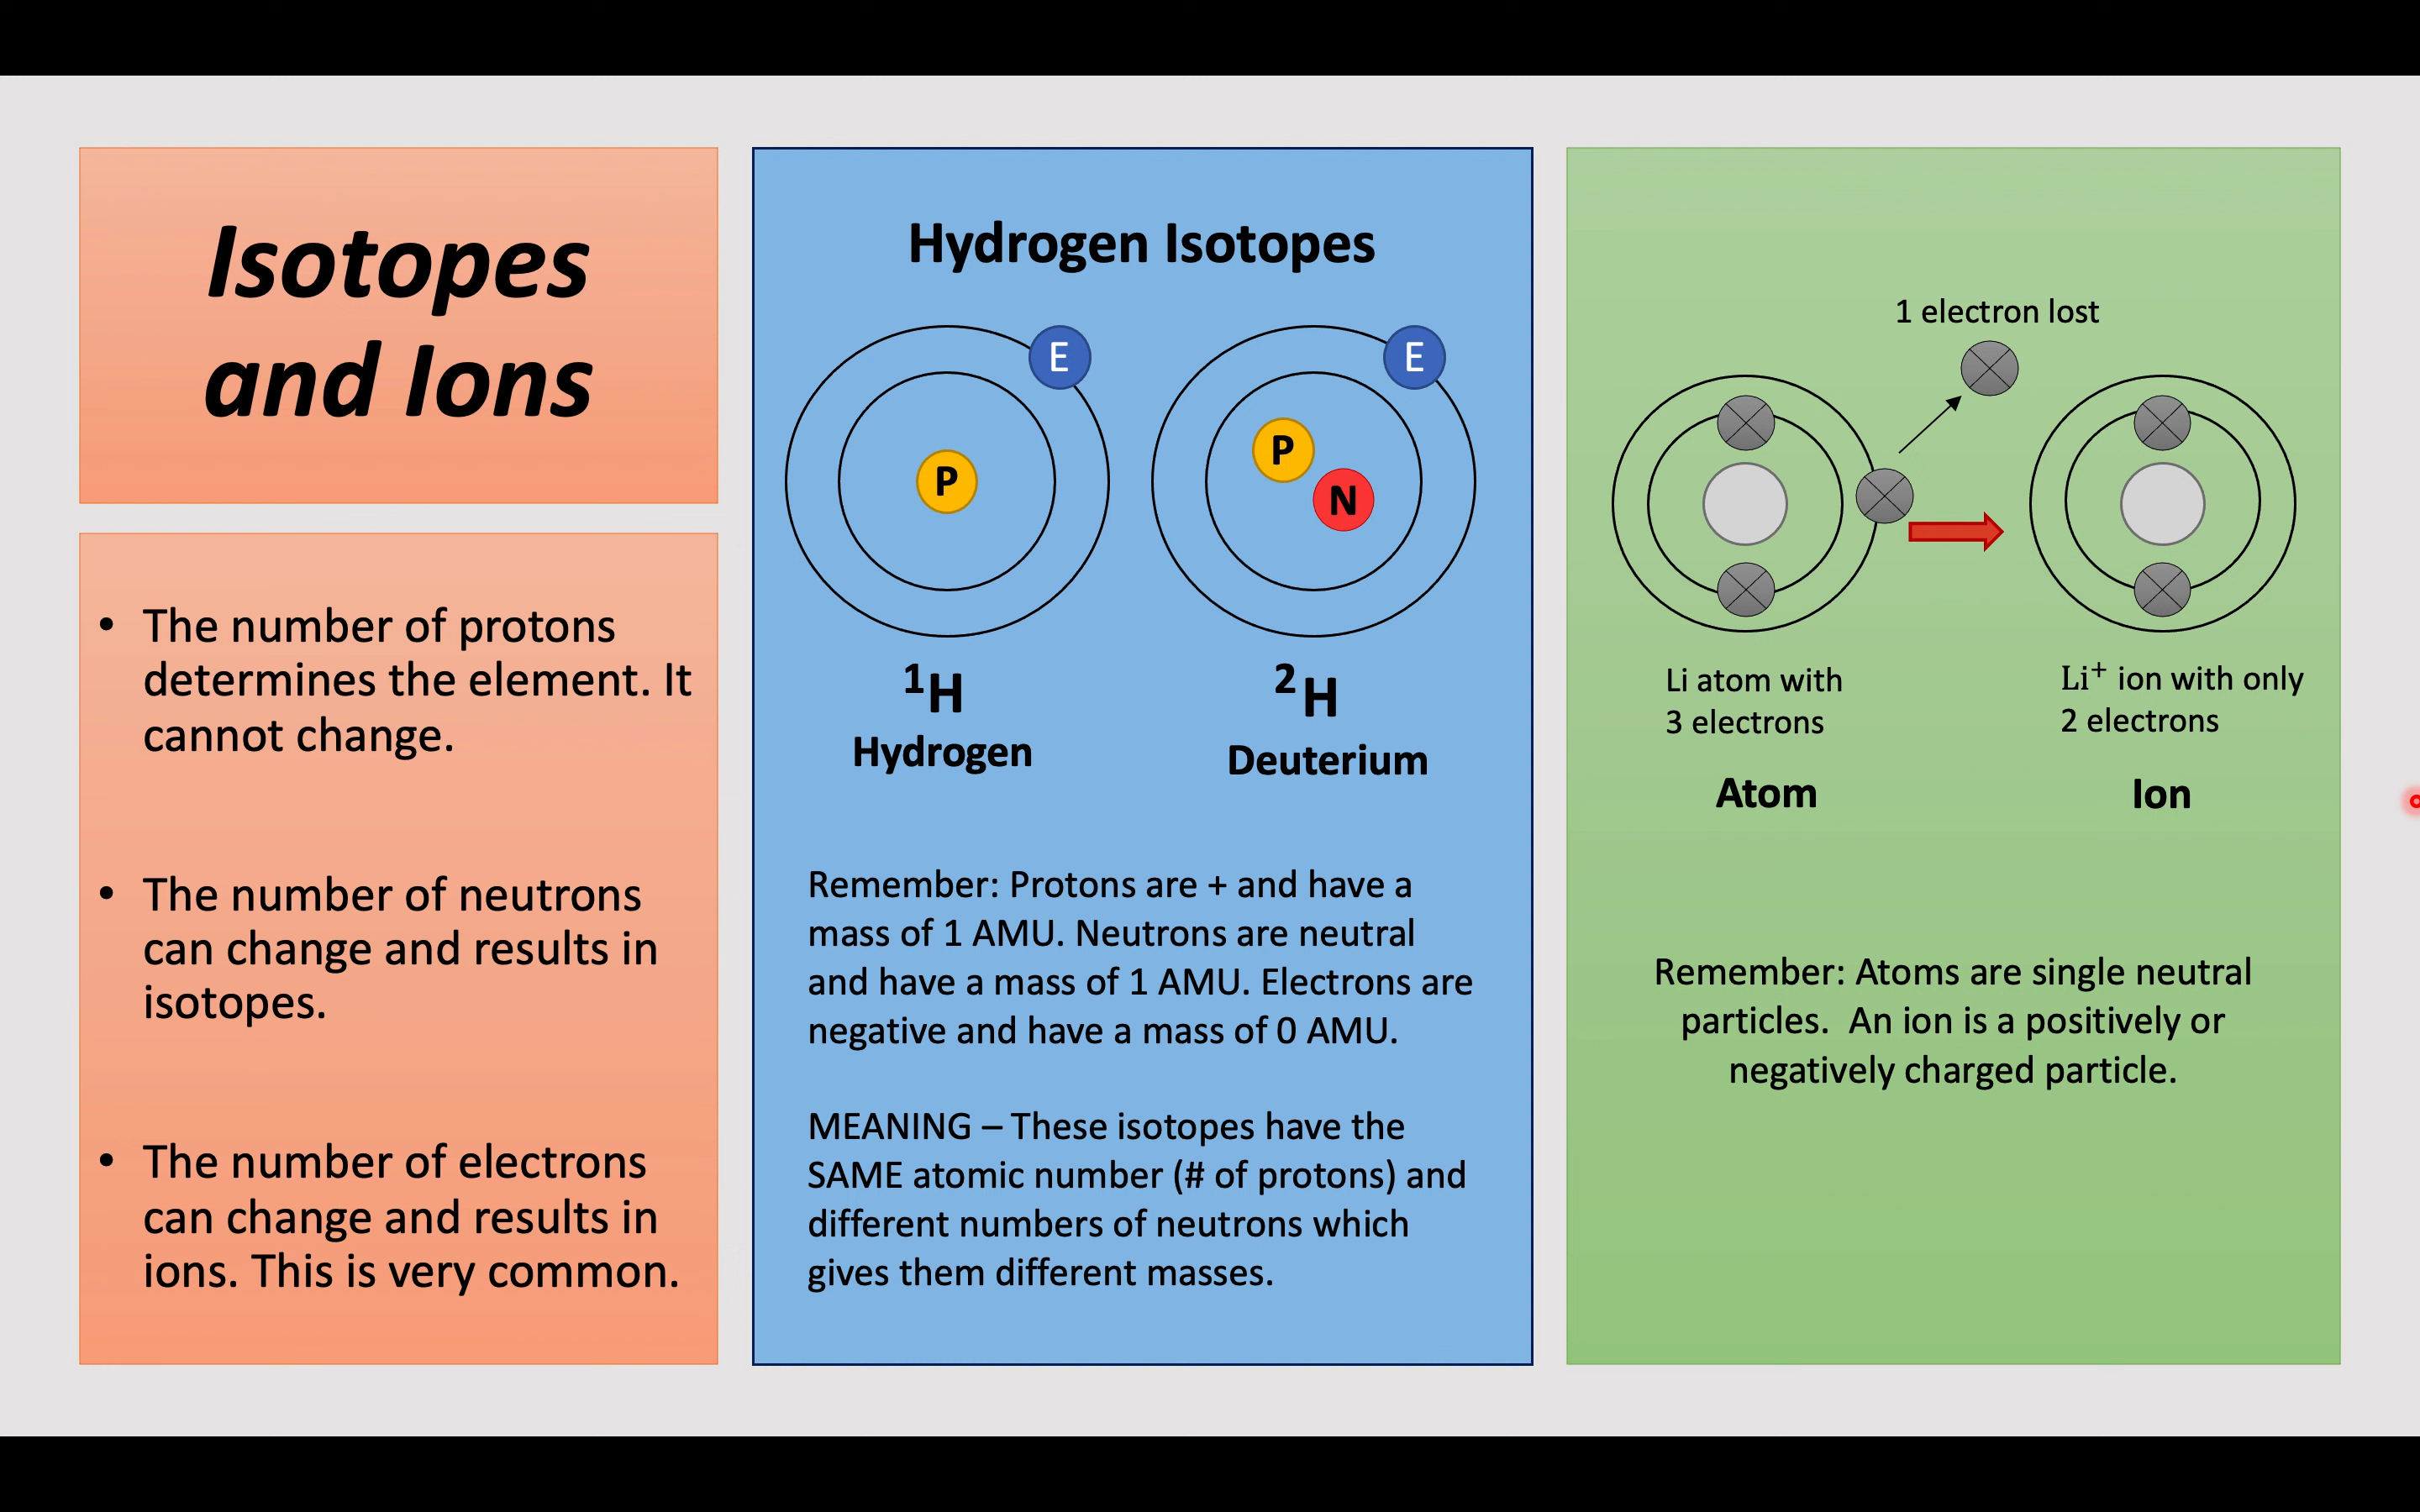 Isotopes
and Ions
• The number of protons
determines the element. It
cannot change.
• The number of neutrons
can change and results in
isotopes.
• The number of electrons
can change and results in
ions. This is very common.
Hydrogen Isotopes
E
P
E
P
N
¹H
Hydrogen
²H
Deuterium
Remember: Protons are + and have a
mass of 1 AMU. Neutrons are neutral
and have a mass of 1 AMU. Electrons are
negative and have a mass of 0 AMU.
MEANING – These isotopes have the
SAME atomic number (# of protons) and
different numbers of neutrons which
gives them different masses.
1 electron lost
Li atom with
3 electrons
Atom
Li⁺ ion with only
2 electrons
Ion
Remember: Atoms are single neutral
particles.  An ion is a positively or
negatively charged particle.